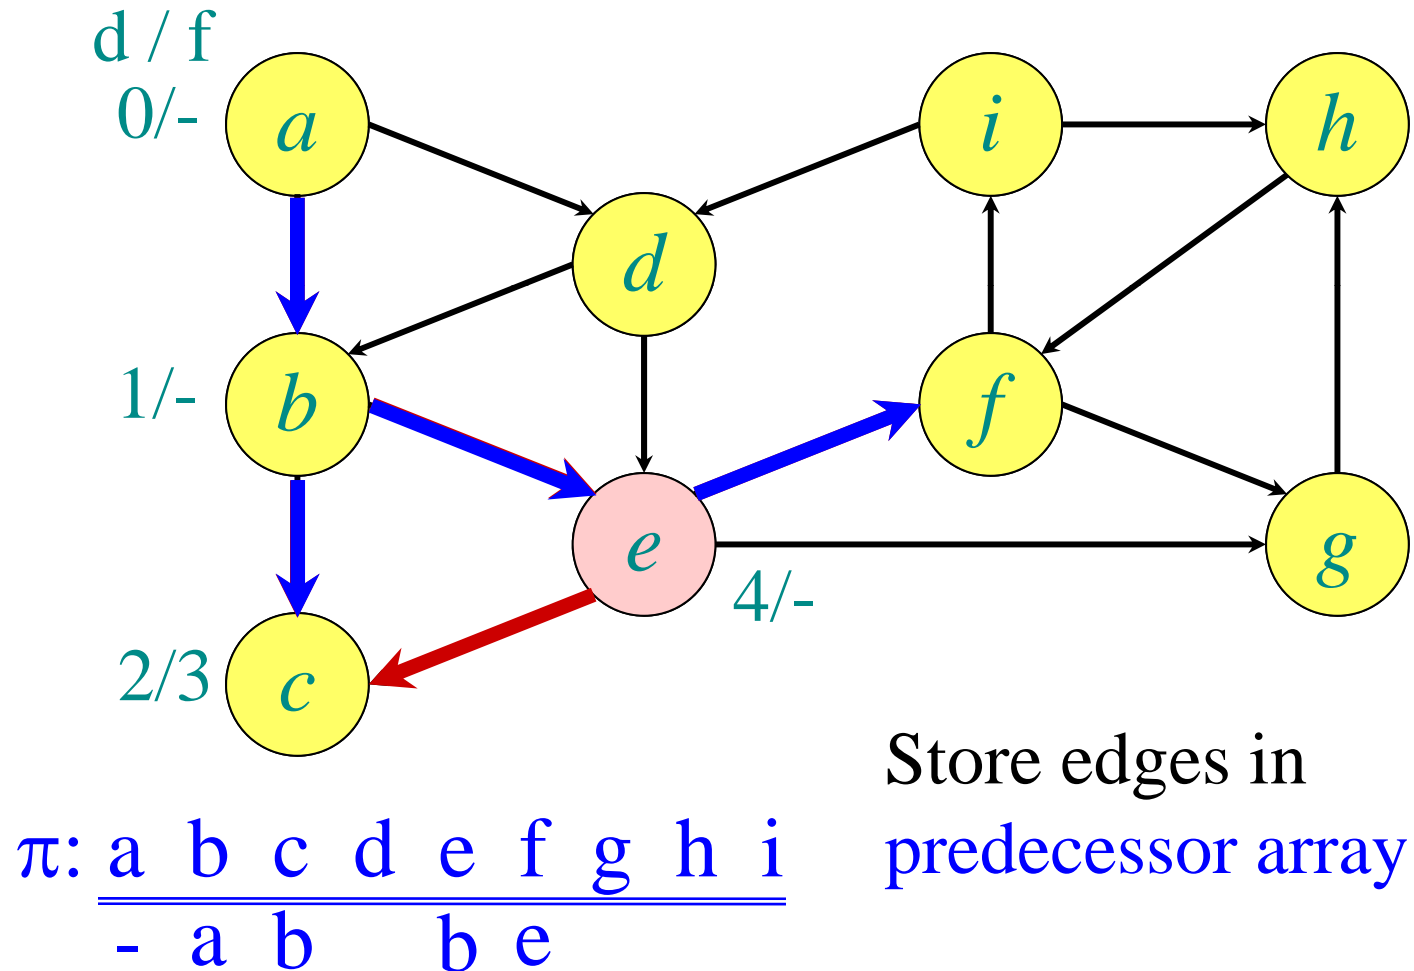 d / f
0/-
a
i
h
d
1/-
b
f
e
g
4/-
2/3
c
Store edges in
predecessor array
π: a b c d e f g h i
- a b b e